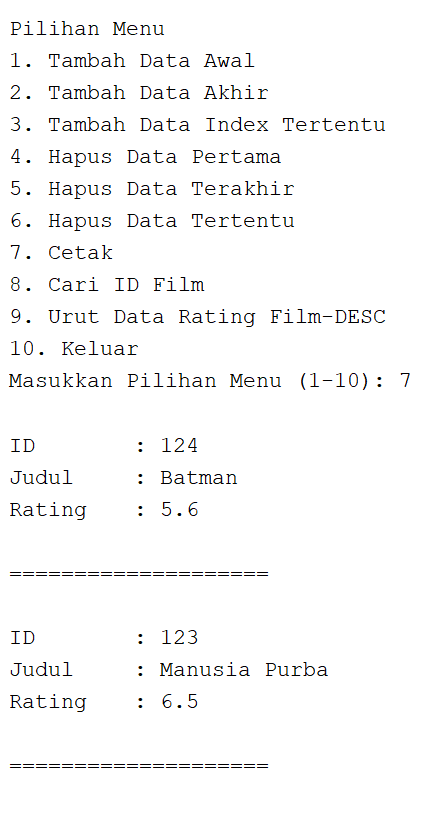 Pilihan Menu
1. Tambah Data Awal
2. Tambah Data Akhir
3. Tambah Data Index Tertentu
4. Hapus Data Pertama
5. Hapus Data Terakhir
6. Hapus Data Tertentu
7. Cetak
8. Cari ID Film
9. Urut Data Rating Film-DESC
10. Keluar
Masukkan Pilihan Menu (1-10): 7
ID : 124
Judul : Batman
Rating : 5.6
====================
ID : 123
Judul : Manusia Purba
Rating : 6.5
====================